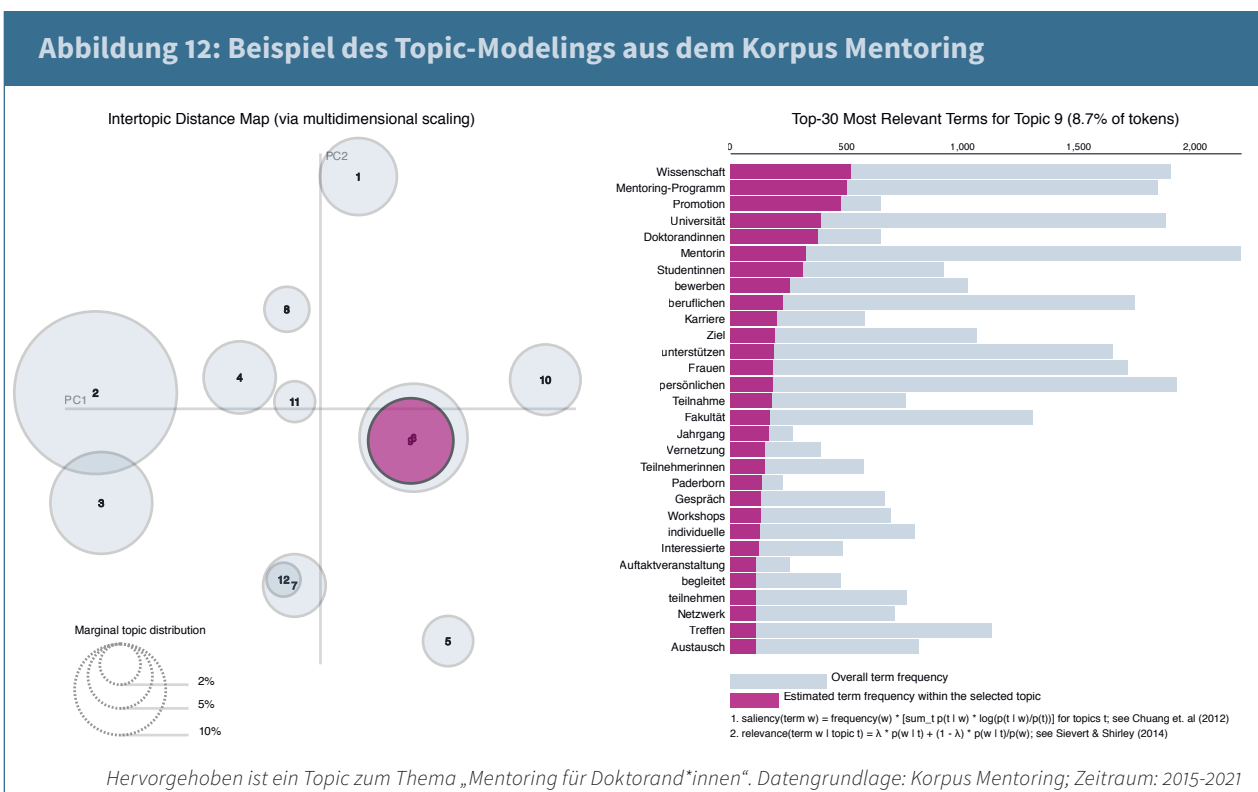 Abbildung 12: Beispiel des Topic-Modelings aus dem Korpus Mentoring
Intertopic Distance Map (via multidimensional scaling)
PC2
1
8
2
4
10
PC1
11
9
6
3
12
7
5
Marginal topic distribution
2%
5%
10%
Top-30 Most Relevant Terms for Topic 9 (8.7% of tokens)
0 500 1,000 1,500 2,000
Wissenschaft
Mentoring-Programm
Promotion
Universität
Doktorandinnen
Mentorin
Studentinnen
bewerben
beruflichen
Karriere
Ziel
unterstützen
Frauen
persönlichen
Teilnahme
Fakultät
Jahrgang
Vernetzung
Teilnehmerinnen
Paderborn
Gespräch
Workshops
individuelle
Interessierte
Auftaktveranstaltung
begleitet
teilnehmen
Netzwerk
Treffen
Austausch
Overall term frequency
Estimated term frequency within the selected topic
1. saliency(term w) = frequency(w) * [sum_t p(t | w) * log(p(t | w)/p(t))] for topics t; see Chuang et. al (2012)
2. relevance(term w | topic t) = λ * p(w | t) + (1 - λ) * p(w | t)/p(w); see Sievert & Shirley (2014)
Hervorgehoben ist ein Topic zum Thema „Mentoring für Doktorand*innen“. Datengrundlage: Korpus Mentoring; Zeitraum: 2015-2021